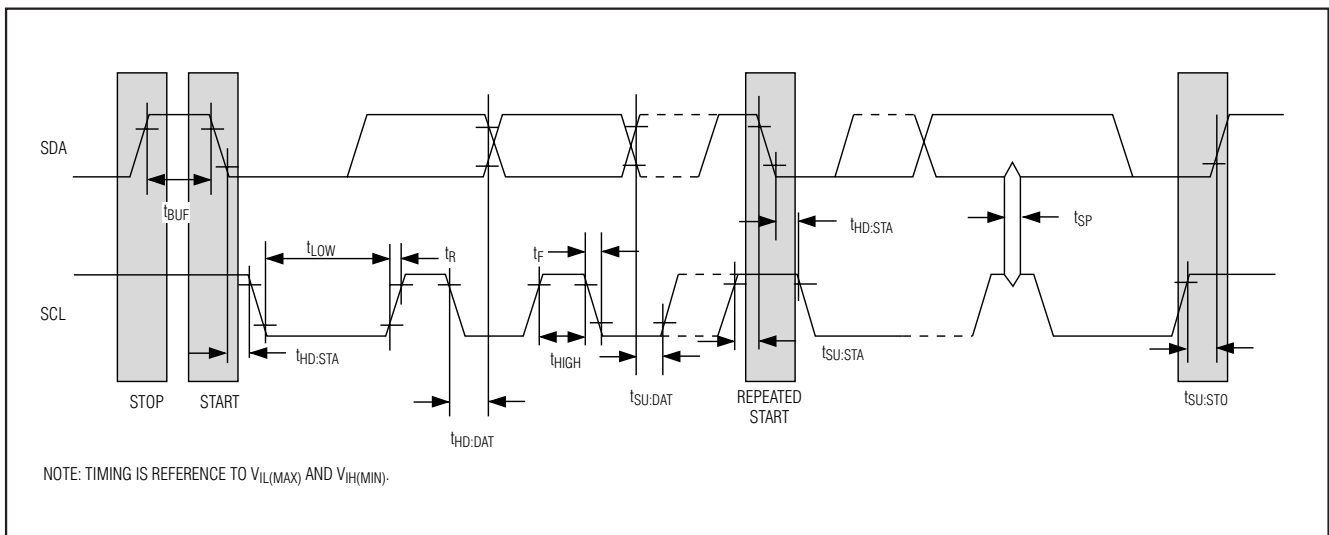 SDA
tBUF
tHD:STA
tSP
tLOW
tR
tF
SCL
tHD:STA
tHIGH
tSU:STA
tSU:DAT
tSU:STO
STOP
START
REPEATED
START
tHD:DAT
NOTE: TIMING IS REFERENCE TO VIL(MAX) AND VIH(MIN).